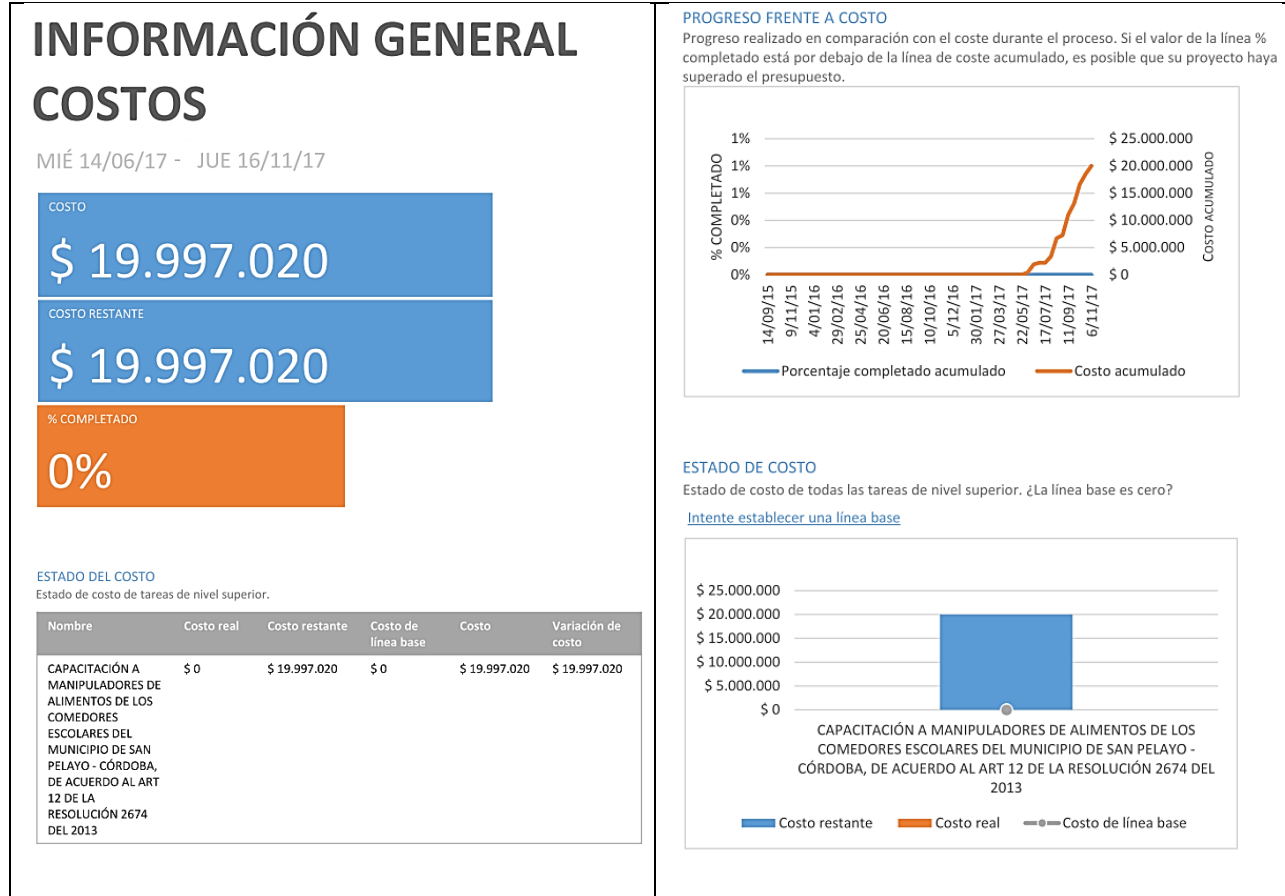 INFORMACIÓN GENERAL
COSTOS
MIÉ 14/06/17 - JUE 16/11/17
COSTO
$ 19.997.020
COSTO RESTANTE
$ 19.997.020
% COMPLETADO
0%
ESTADO DEL COSTO
Estado de costo de tareas de nivel superior.
Nombre Costo real Costo restante Costo de línea base Costo Variación de costo
CAPACITACIÓN A $ 0 $ 19.997.020 $ 0 $ 19.997.020 $ 19.997.020
MANIPULADORES DE
ALIMENTOS DE LOS
COMEDORES
ESCOLARES DEL
MUNICIPIO DE SAN
PELAYO - CÓRDOBA,
DE ACUERDO AL ART
12 DE LA
RESOLUCIÓN 2674
DEL 2013
PROGRESO FRENTE A COSTO
Progreso realizado en comparación con el coste durante el proceso. Si el valor de la línea %
completado está por debajo de la línea de coste acumulado, es posible que su proyecto haya
superado el presupuesto.
% COMPLETADO
1%
1%
1%
0%
0%
0%
$ 25.000.000
$ 20.000.000
$ 15.000.000
$ 10.000.000
$ 5.000.000
$ 0
COSTO ACUMULADO
14/09/15
9/11/15
4/01/16
29/02/16
25/04/16
20/06/16
15/08/16
10/10/16
5/12/16
30/01/17
27/03/17
22/05/17
17/07/17
11/09/17
6/11/17
Porcentaje completado acumulado Costo acumulado
ESTADO DE COSTO
Estado de costo de todas las tareas de nivel superior. ¿La línea base es cero?
Intente establecer una línea base
$ 25.000.000
$ 20.000.000
$ 15.000.000
$ 10.000.000
$ 5.000.000
$ 0
CAPACITACIÓN A MANIPULADORES DE ALIMENTOS DE LOS
COMEDORES ESCOLARES DEL MUNICIPIO DE SAN PELAYO -
CÓRDOBA, DE ACUERDO AL ART 12 DE LA RESOLUCIÓN 2674 DEL
2013
Costo restante Costo real Costo de línea base